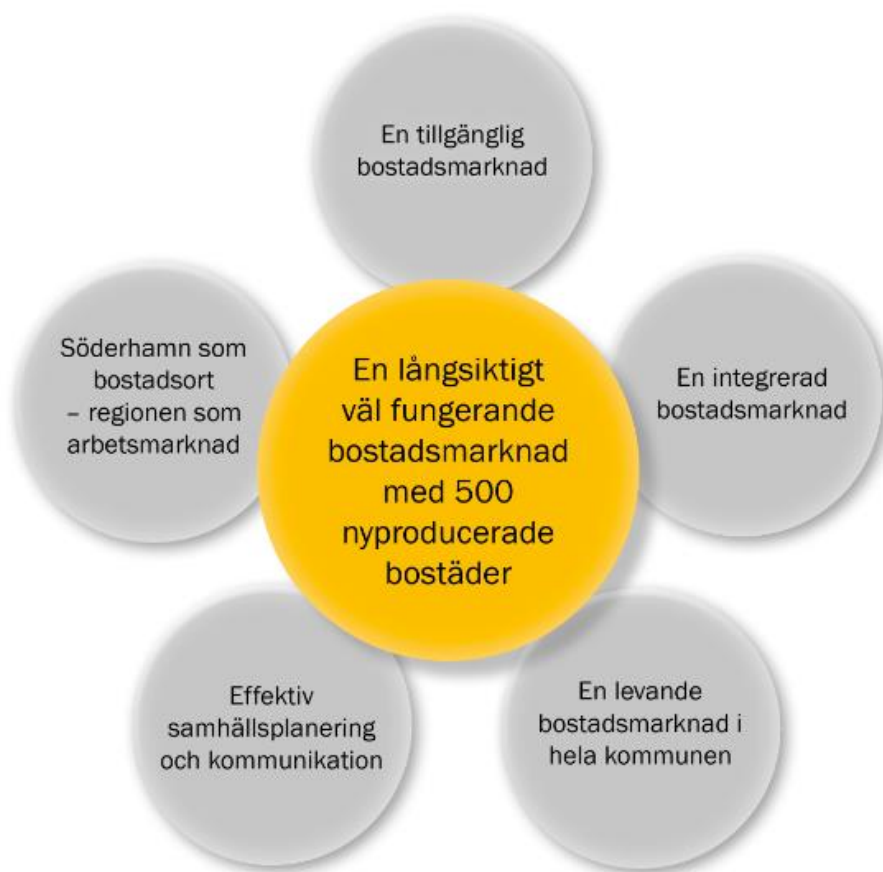 En tillgänglig
bostadsmarknad
Söderhamn som
bostadsort
– regionen som
arbetsmarknad
En långsiktigt
väl fungerande
bostadsmarknad
med 500
nyproducerade
bostäder
En integrerad
bostadsmarknad
Effektiv
samhällsplanering
och kommunikation
En levande
bostadsmarknad i
hela kommunen